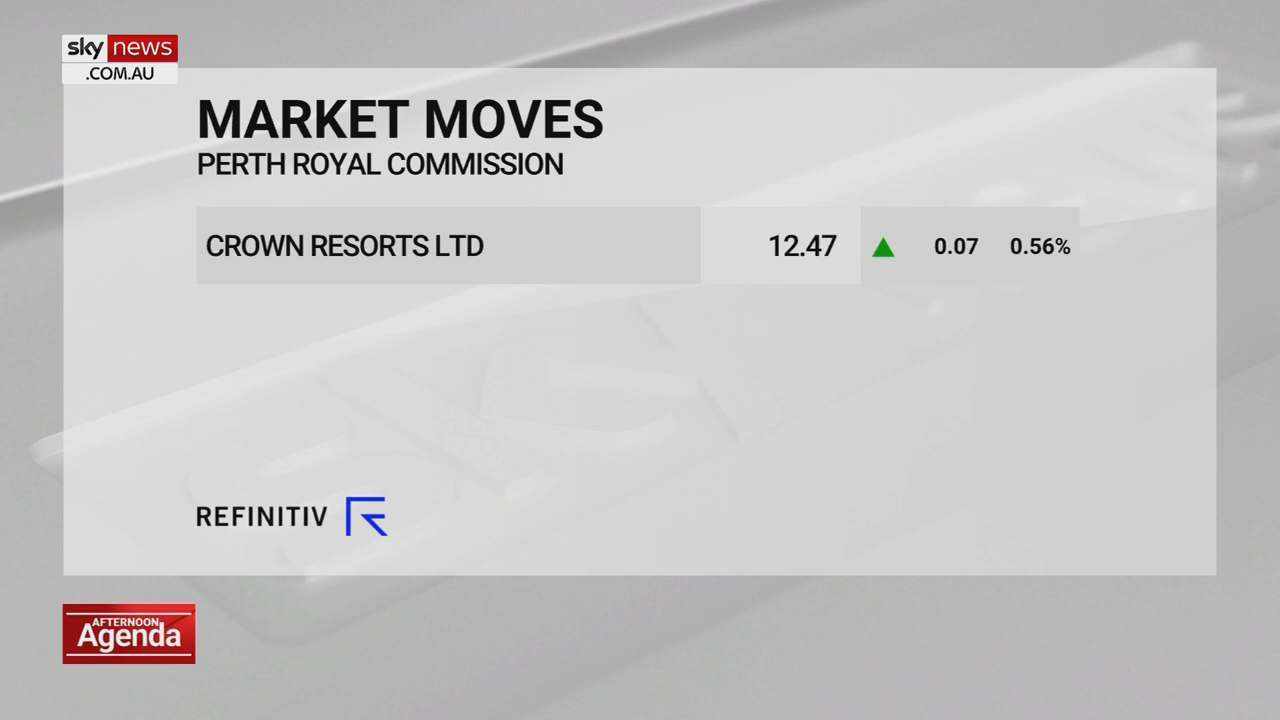 sky news
.COM.AU
MARKET MOVES
PERTH ROYAL COMMISSION
CROWN RESORTS LTD 12.47 ▲ 0.07 0.56%
REFINITIV
AFTERNOON
Agenda